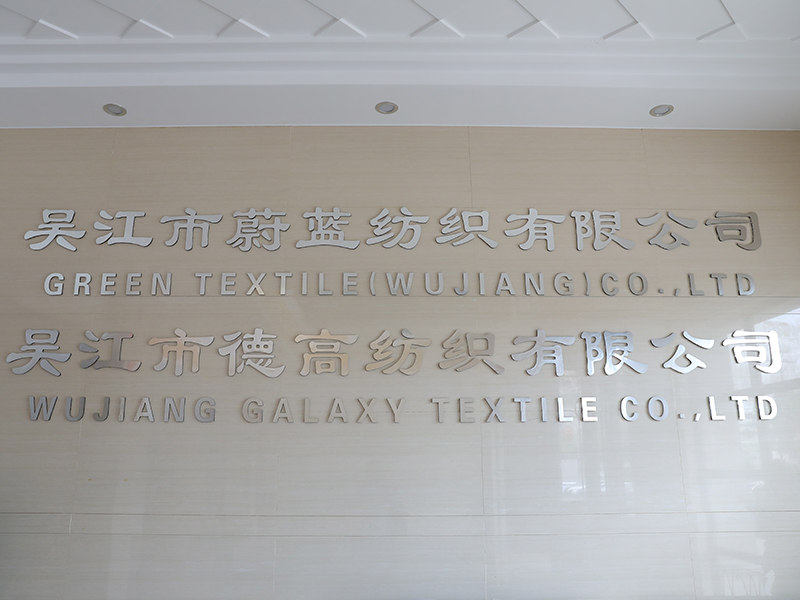 吴江市蔚蓝纺织有限公司
GREEN TEXTILE(WUJIANG)CO.,LTD
吴江市德高纺织有限公司
WUJIANG GALAXY TEXTILE CO.,LTD